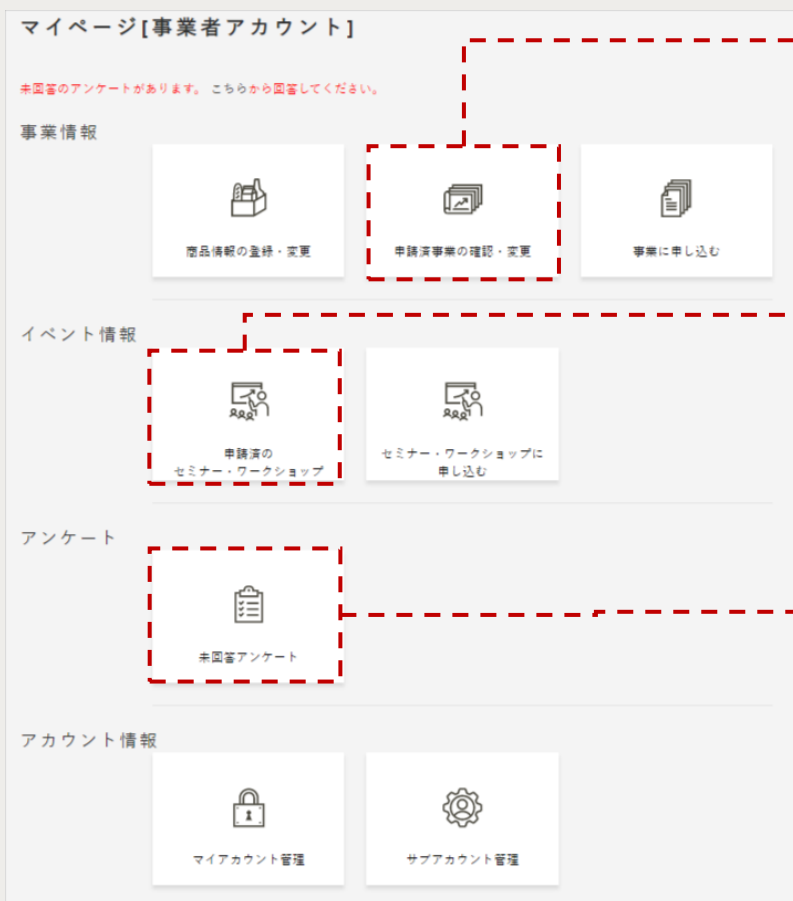 マイページ[事業者アカウント]
未回答のアンケートがあります。 こちらから回答してください。
事業情報
商品情報の登録・変更
申請済事業の確認・変更
事業に申し込む
イベント情報
申請済の
セミナー・ワークショップ
セミナー・ワークショップに
申し込む
アンケート
未回答アンケート
アカウント情報
マイアカウント管理
サブアカウント管理